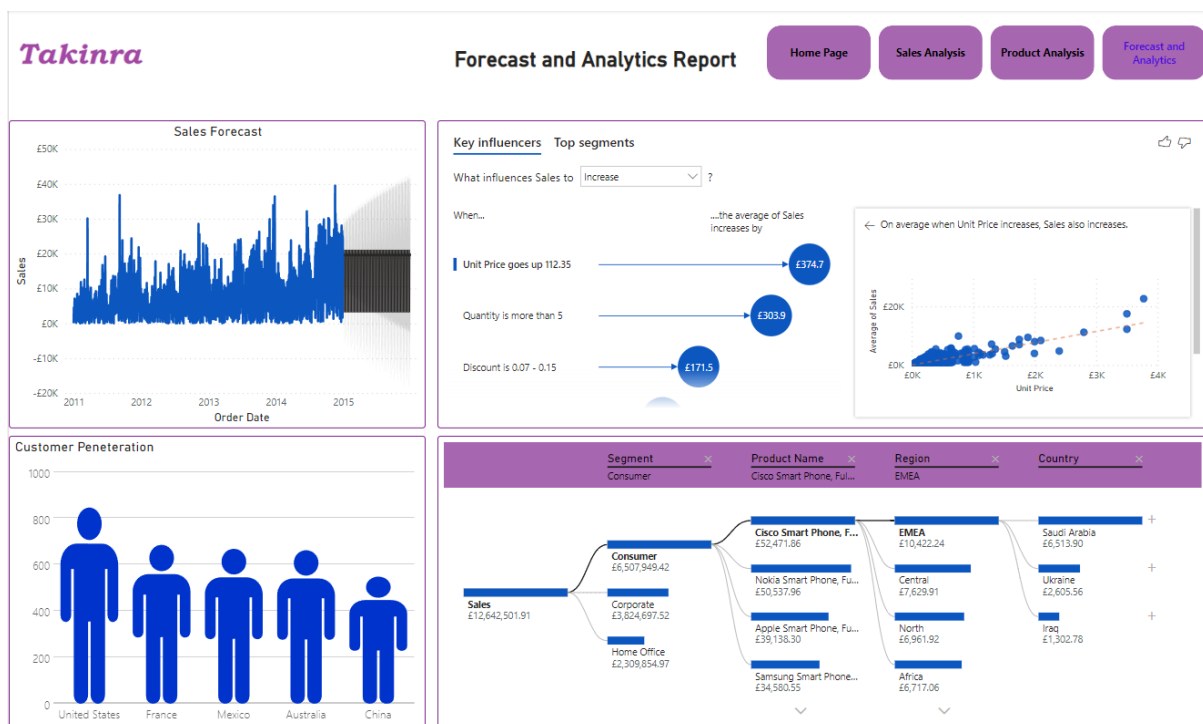 Takinra
Forecast and Analytics Report
Home Page
Sales Analysis
Product Analysis
Forecast and
Analytics
Sales Forecast
£50K
£40K
£30K
£20K
£10K
£0K
-£10K
-£20K
Sales
2011
2012
2013
2014
2015
Order Date
Key influencers
Top segments
What influences Sales to
Increase
?
When...
....the average of Sales
increases by
Unit Price goes up 112.35
£374.7
Quantity is more than 5
£303.9
Discount is 0.07 - 0.15
£171.5
On average when Unit Price increases, Sales also increases.
Average of Sales
£20K
£0K
£0K
£1K
£2K
£3K
£4K
Unit Price
Customer Peneteration
1000
800
600
400
200
0
United States
France
Mexico
Australia
China
Segment
Consumer
Product Name
Cisco Smart Phone, Ful...
Region
EMEA
Country
Sales
£12,642,501.91
Consumer
£6,507,949.42
Corporate
£3,824,697.52
Home Office
£2,309,854.97
Cisco Smart Phone, F...
£52,471.86
Nokia Smart Phone, Fu...
£50,537.96
Apple Smart Phone, Fu...
£39,138.30
Samsung Smart Phone...
£34,580.55
EMEA
£10,422.24
Central
£7,629.91
North
£6,961.92
Africa
£6,717.06
Saudi Arabia
£6,513.90
Ukraine
£2,605.56
Iraq
£1,302.78